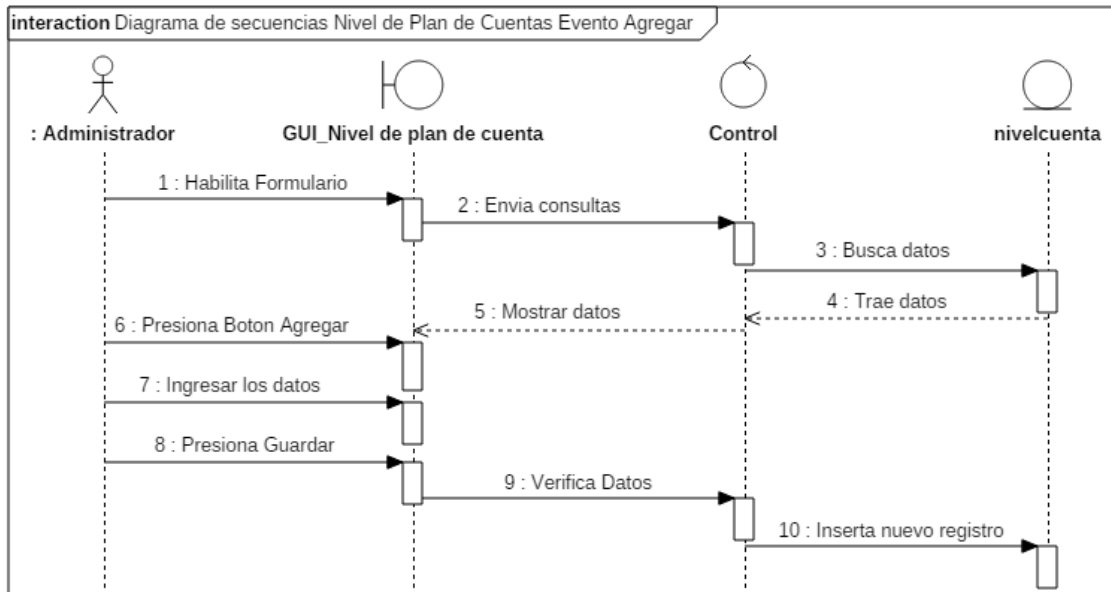 interaction Diagrama de secuencias Nivel de Plan de Cuentas Evento Agregar
: Administrador
GUI_Nivel de plan de cuenta
Control
nivelcuenta
1 : Habilita Formulario
2 : Envia consultas
3 : Busca datos
4 : Trae datos
5 : Mostrar datos
6 : Presiona Boton Agregar
7 : Ingresar los datos
8 : Presiona Guardar
9 : Verifica Datos
10 : Inserta nuevo registro